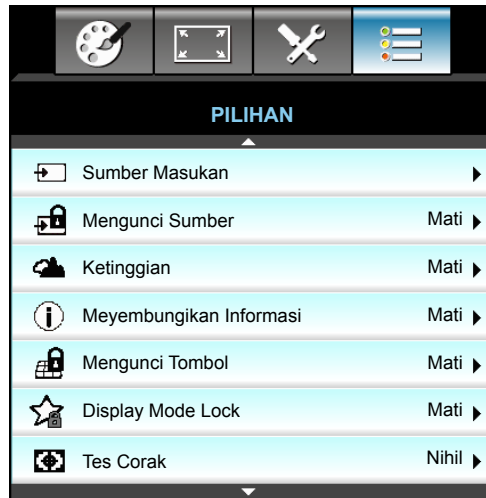 PILIHAN
Sumber Masukan
Mengunci Sumber Mati
Ketinggian Mati
Meyembungikan Informasi Mati
Mengunci Tombol Mati
Display Mode Lock Mati
Tes Corak Nihil